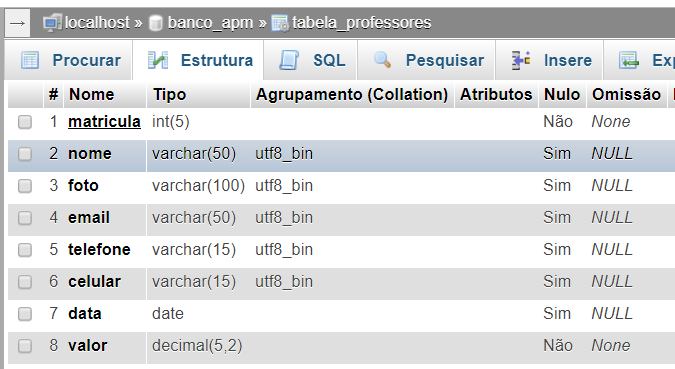 localhost » banco_apm » tabela_professores
Procurar Estrutura SQL Pesquisar Insere
# Nome Tipo Agrupamento (Collation) Atributos Nulo Omissão
1 matricula int(5) Não None
2 nome varchar(50) utf8_bin Sim NULL
3 foto varchar(100) utf8_bin Sim NULL
4 email varchar(50) utf8_bin Sim NULL
5 telefone varchar(15) utf8_bin Sim NULL
6 celular varchar(15) utf8_bin Sim NULL
7 data date Sim NULL
8 valor decimal(5,2) Não None